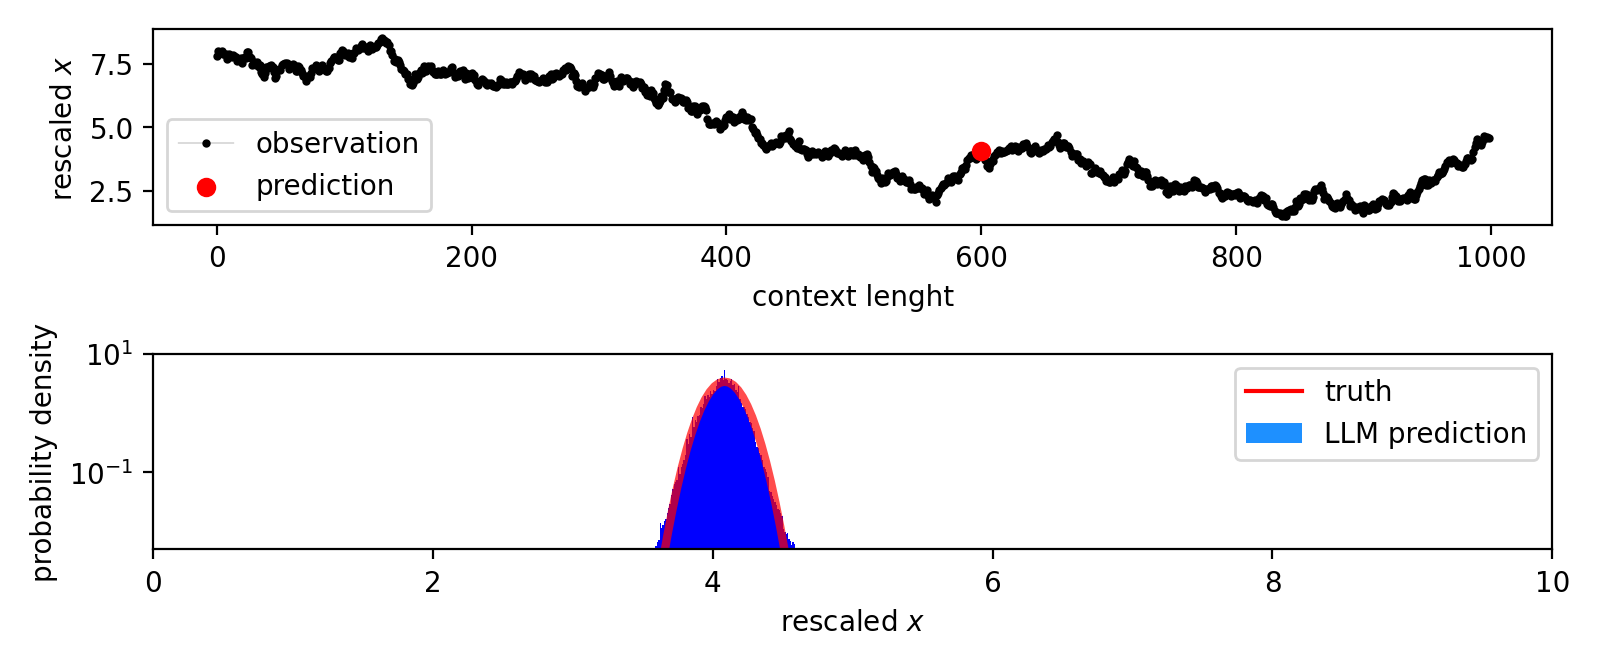 rescaled x
7.5
5.0
2.5
observation
prediction
0 200 400 600 800 1000
context lenght
probability density
10¹
10⁻¹
truth
LLM prediction
0 2 4 6 8 10
rescaled x